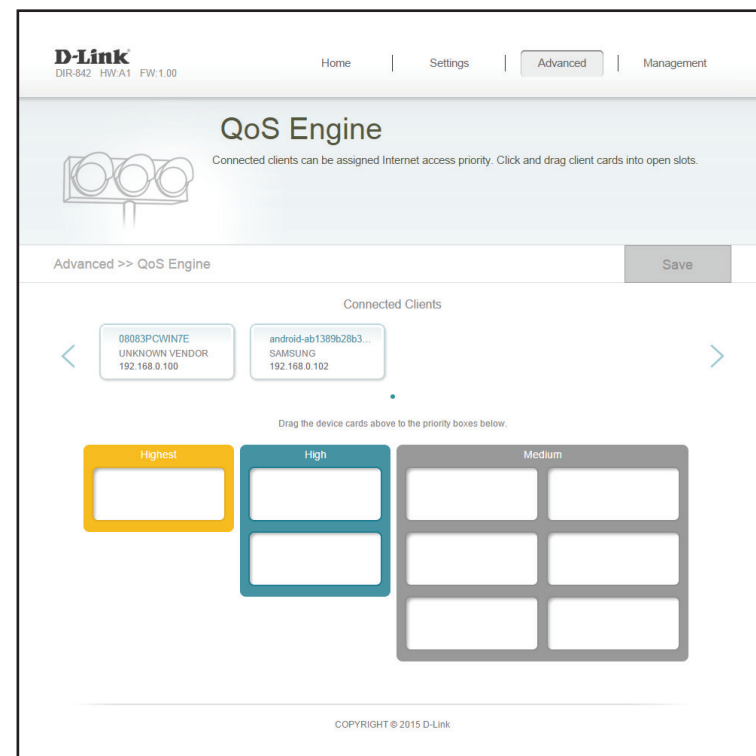 D-Link
DIR-842 HW:A1 FW:1.00
Home Settings Advanced Management
QoS Engine
Connected clients can be assigned Internet access priority. Click and drag client cards into open slots.
Advanced >> QoS Engine
Save
Connected Clients
08083PCWIN7E
UNKNOWN VENDOR
192.168.0.100
android-ab1389b28b3...
SAMSUNG
192.168.0.102
Drag the device cards above to the priority boxes below.
Highest High Medium
COPYRIGHT © 2015 D-Link